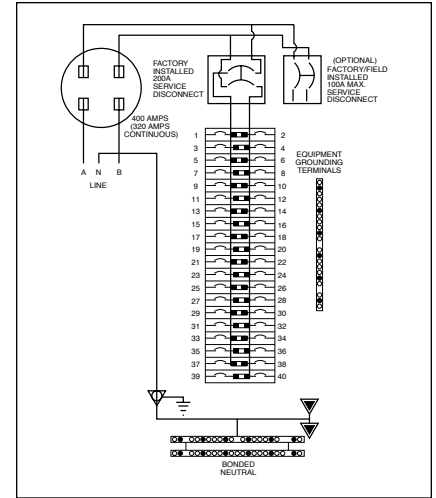 FACTORY
INSTALLED
200A
SERVICE
DISCONNECT
(OPTIONAL)
FACTORY/FIELD
INSTALLED
100A MAX.
SERVICE
DISCONNECT
400 AMPS
(320 AMPS
CONTINUOUS)
A N B
LINE
EQUIPMENT
GROUNDING
TERMINALS
1 2
3 4
5 6
7 8
9 10
11 12
13 14
15 16
17 18
19 20
21 22
23 24
25 26
27 28
29 30
31 32
33 34
35 36
37 38
39 40
BONDED
NEUTRAL